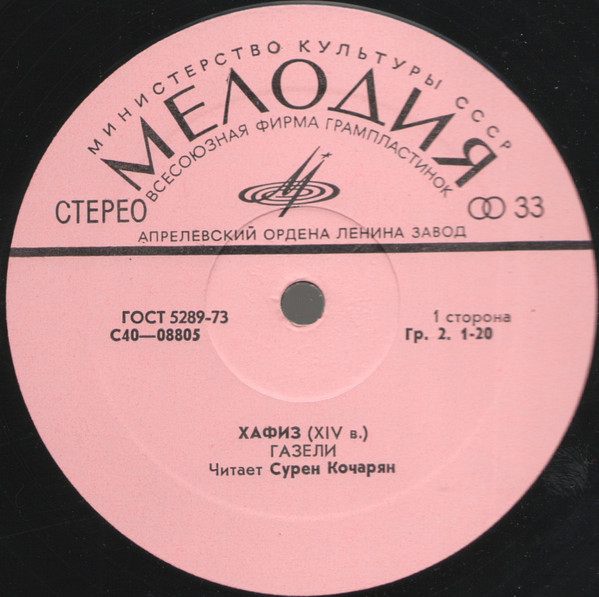 МИНИСТЕРСТВО КУЛЬТУРЫ СССР
МЕЛОДИЯ
ВСЕСОЮЗНАЯ ФИРМА ГРАМПЛАСТИНОК
СТЕРЕО
33
АПРЕЛЕВСКИЙ ОРДЕНА ЛЕНИНА ЗАВОД
ГОСТ 5289-73
С40—08805
1 сторона
Гр. 2. 1-20
ХАФИЗ (XIV в.)
ГАЗЕЛИ
Читает Сурен Кочарян